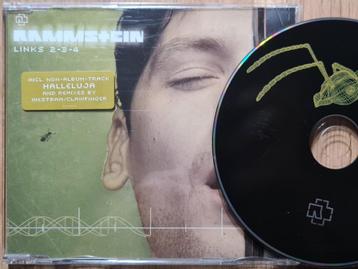 RAMMSTEIN
LINKS 2-3-4
INCL. NON-ALBUM-TRACK
HALLELUJA
AND REMIXES BY
WESTBAM/CLAWFINGER